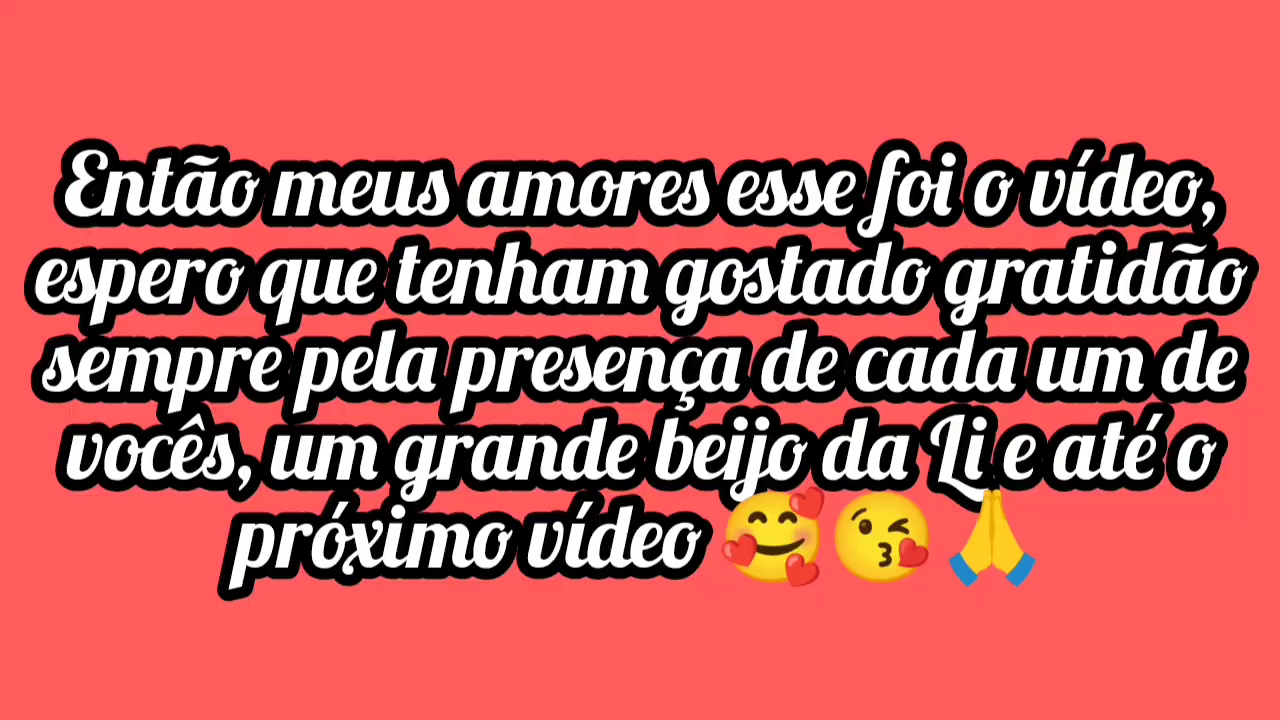 Então meus amores esse foi o vídeo,
espero que tenham gostado gratidão
sempre pela presença de cada um de
vocês, um grande beijo da Li e até o
próximo vídeo 🥰😘🙏